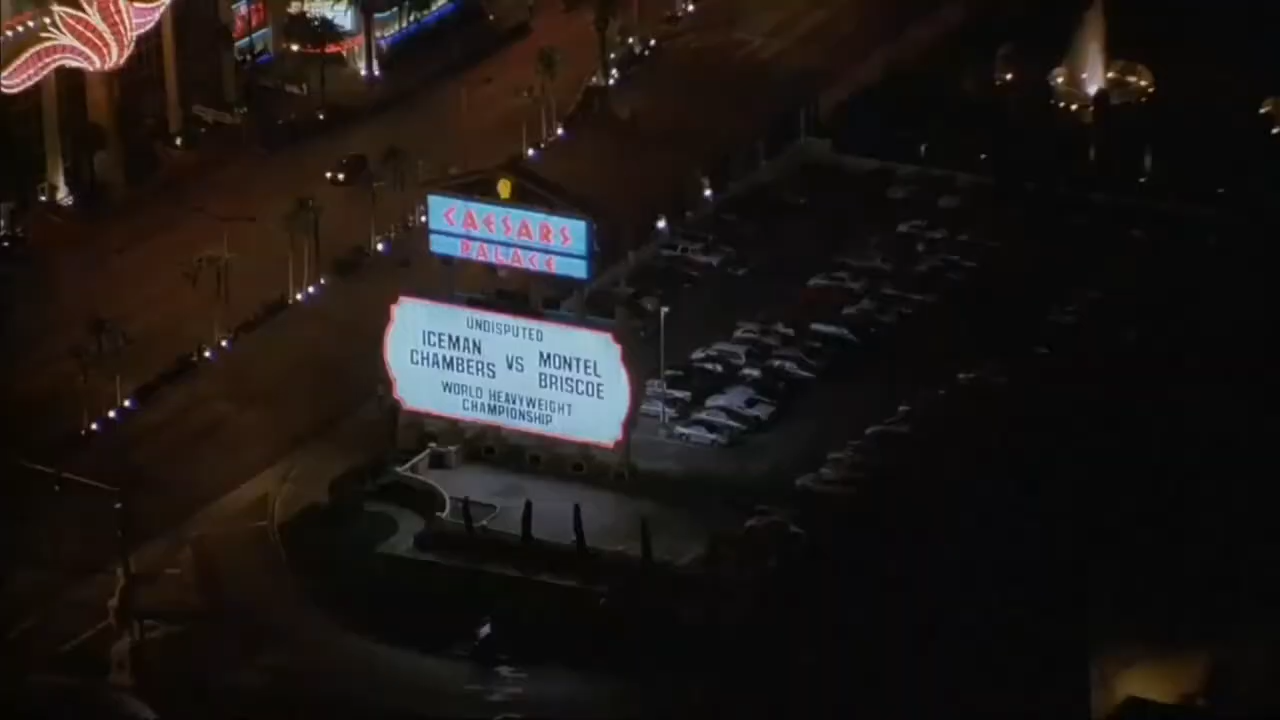 CAESARS
PALACE
UNDISPUTED
ICEMAN CHAMBERS VS MONTEL BRISCOE
WORLD HEAVYWEIGHT
CHAMPIONSHIP